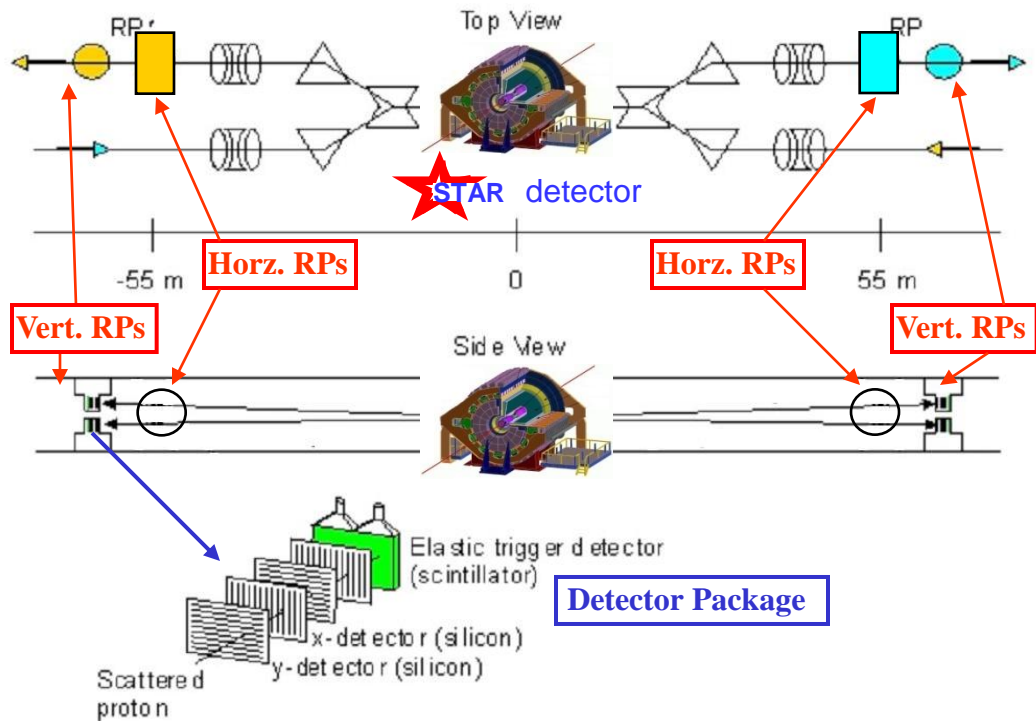 Top View
RP
RP
STAR detector
Horz. RPs
Horz. RPs
-55 m
0
55 m
Vert. RPs
Vert. RPs
Side View
Elastic trigger detector
(scintillator)
Detector Package
x-detector (silicon)
y-detector (silicon)
Scattered
proton